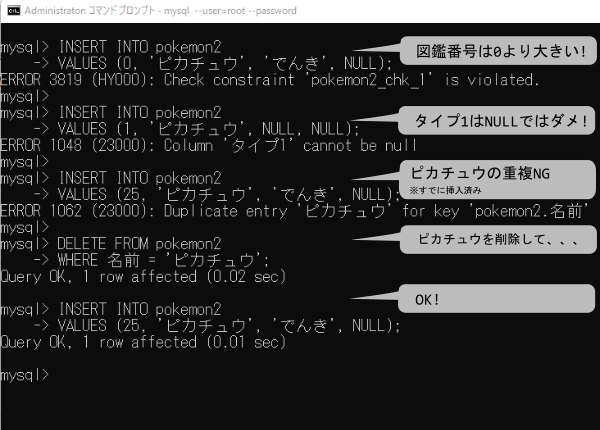 Administrator: コマンド プロンプト - mysql --user=root --password
mysql> INSERT INTO pokemon2
図鑑番号は0より大きい!
-> VALUES (0, 'ピカチュウ', 'でんき', NULL);
ERROR 3819 (HY000): Check constraint 'pokemon2_chk_1' is violated.
mysql>
mysql> INSERT INTO pokemon2
タイプ1はNULLではダメ!
-> VALUES (1, 'ピカチュウ', NULL, NULL);
ERROR 1048 (23000): Column 'タイプ1' cannot be null
mysql>
mysql> INSERT INTO pokemon2
ピカチュウの重複NG
※すでに挿入済み
-> VALUES (25, 'ピカチュウ', 'でんき', NULL);
ERROR 1062 (23000): Duplicate entry 'ピカチュウ' for key 'pokemon2.名前'
mysql>
mysql> DELETE FROM pokemon2
ピカチュウを削除して、、、
-> WHERE 名前 = 'ピカチュウ';
Query OK, 1 row affected (0.02 sec)
OK!
mysql> INSERT INTO pokemon2
-> VALUES (25, 'ピカチュウ', 'でんき', NULL);
Query OK, 1 row affected (0.01 sec)
mysql>